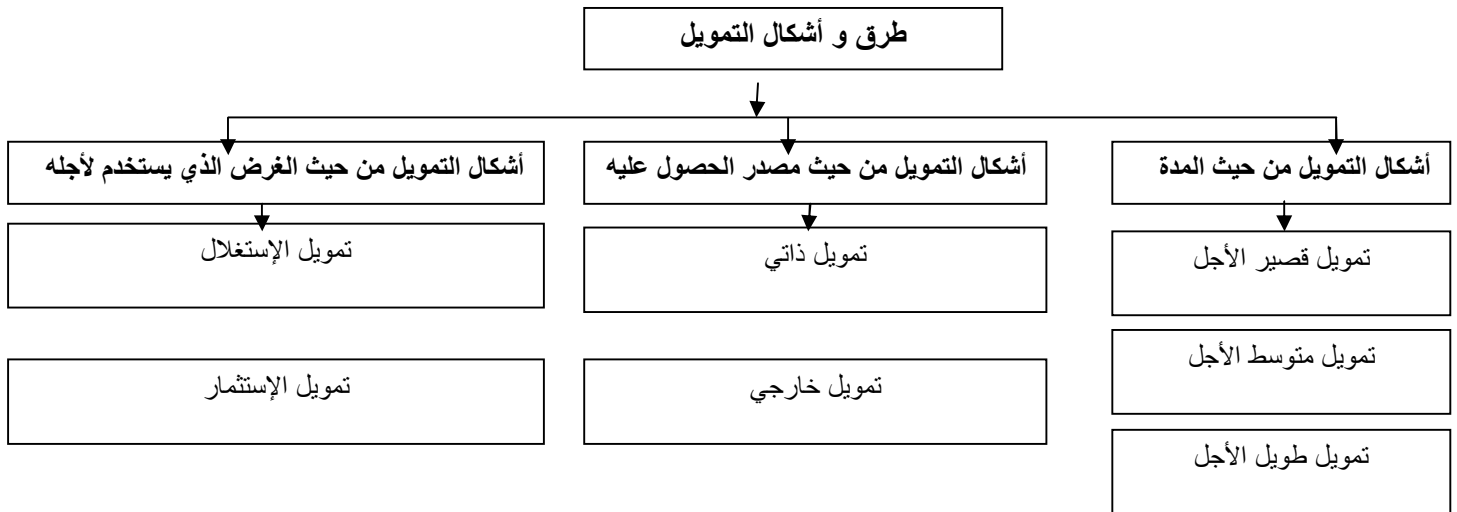 طرق و أشكال التمويل
أشكال التمويل من حيث المدة
أشكال التمويل من حيث مصدر الحصول عليه
أشكال التمويل من حيث الغرض الذي يستخدم لأجله
تمويل قصير الأجل
تمويل ذاتي
تمويل الإستغلال
تمويل متوسط الأجل
تمويل خارجي
تمويل الإستثمار
تمويل طويل الأجل